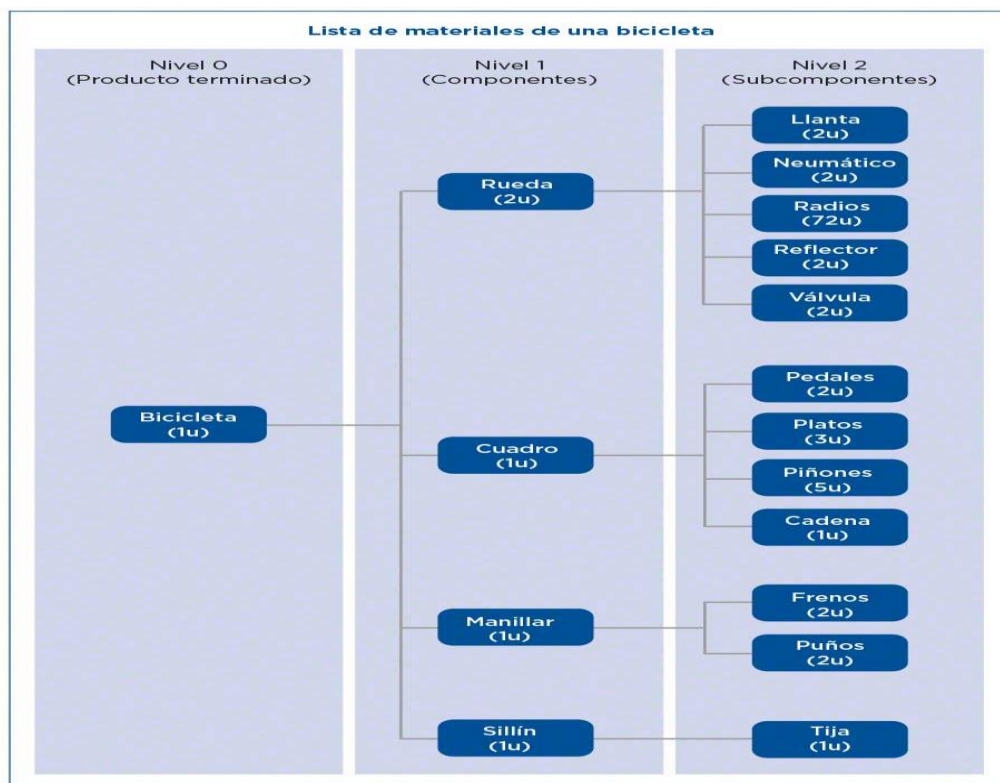 Lista de materiales de una bicicleta
Nivel 0
(Producto terminado)
Nivel 1
(Componentes)
Nivel 2
(Subcomponentes)
Bicicleta
(1u)
Rueda
(2u)
Cuadro
(1u)
Manillar
(1u)
Sillín
(1u)
Llanta
(2u)
Neumático
(2u)
Radios
(72u)
Reflector
(2u)
Válvula
(2u)
Pedales
(2u)
Platos
(3u)
Piñones
(5u)
Cadena
(1u)
Frenos
(2u)
Puños
(2u)
Tija
(1u)